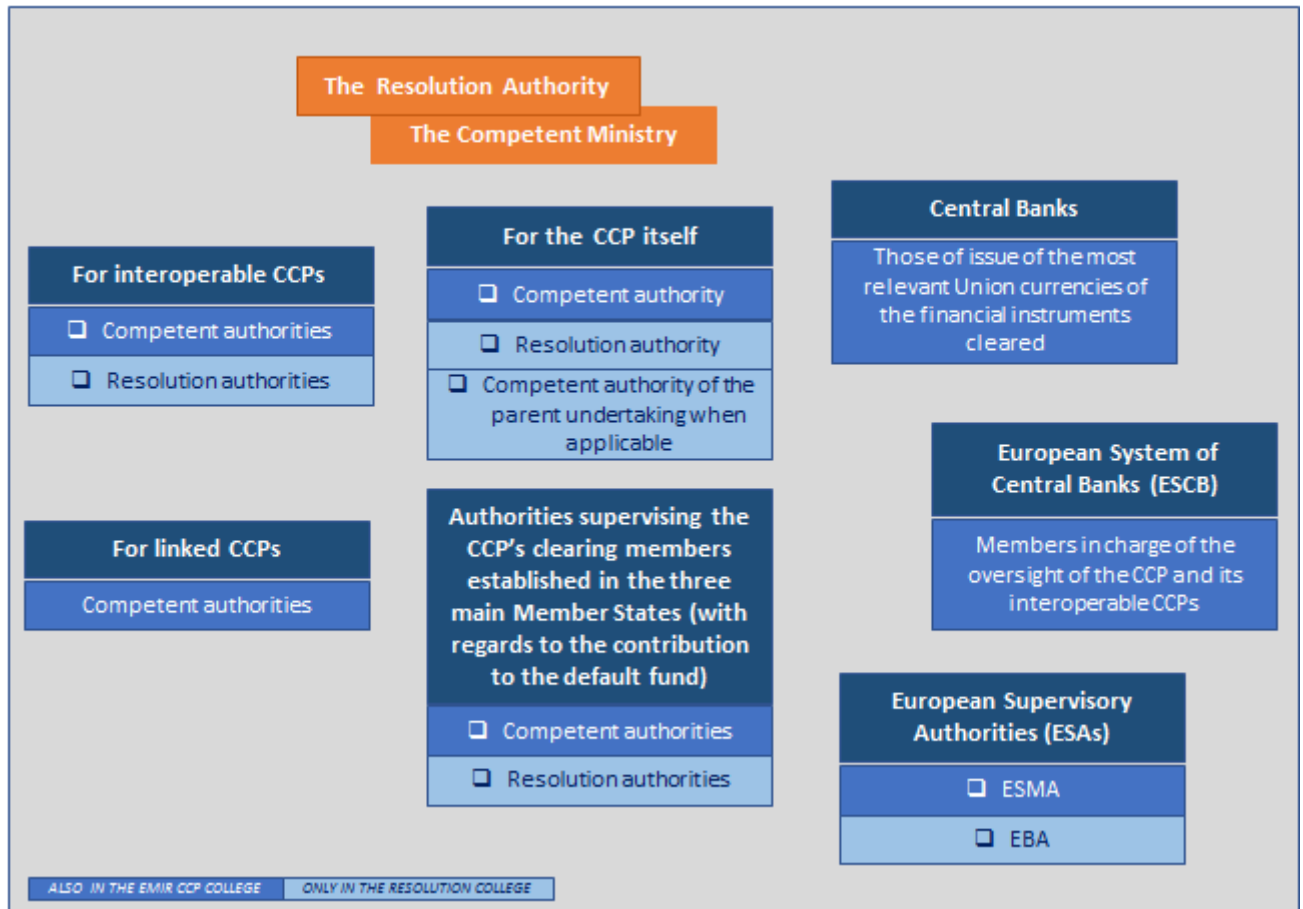 The Resolution Authority
The Competent Ministry
For interoperable CCPs
❑ Competent authorities
❑ Resolution authorities
For linked CCPs
Competent authorities
For the CCP itself
❑ Competent authority
❑ Resolution authority
❑ Competent authority of the
parent undertaking when
applicable
Authorities supervising the
CCP's clearing members
established in the three
main Member States (with
regards to the contribution
to the default fund)
❑ Competent authorities
❑ Resolution authorities
Central Banks
Those of issue of the most
relevant Union currencies of
the financial instruments
cleared
European System of
Central Banks (ESCB)
Members in charge of the
oversight of the CCP and its
interoperable CCPs
European Supervisory
Authorities (ESAs)
❑ ESMA
❑ EBA
ALSO IN THE EMIR CCP COLLEGE
ONLY IN THE RESOLUTION COLLEGE